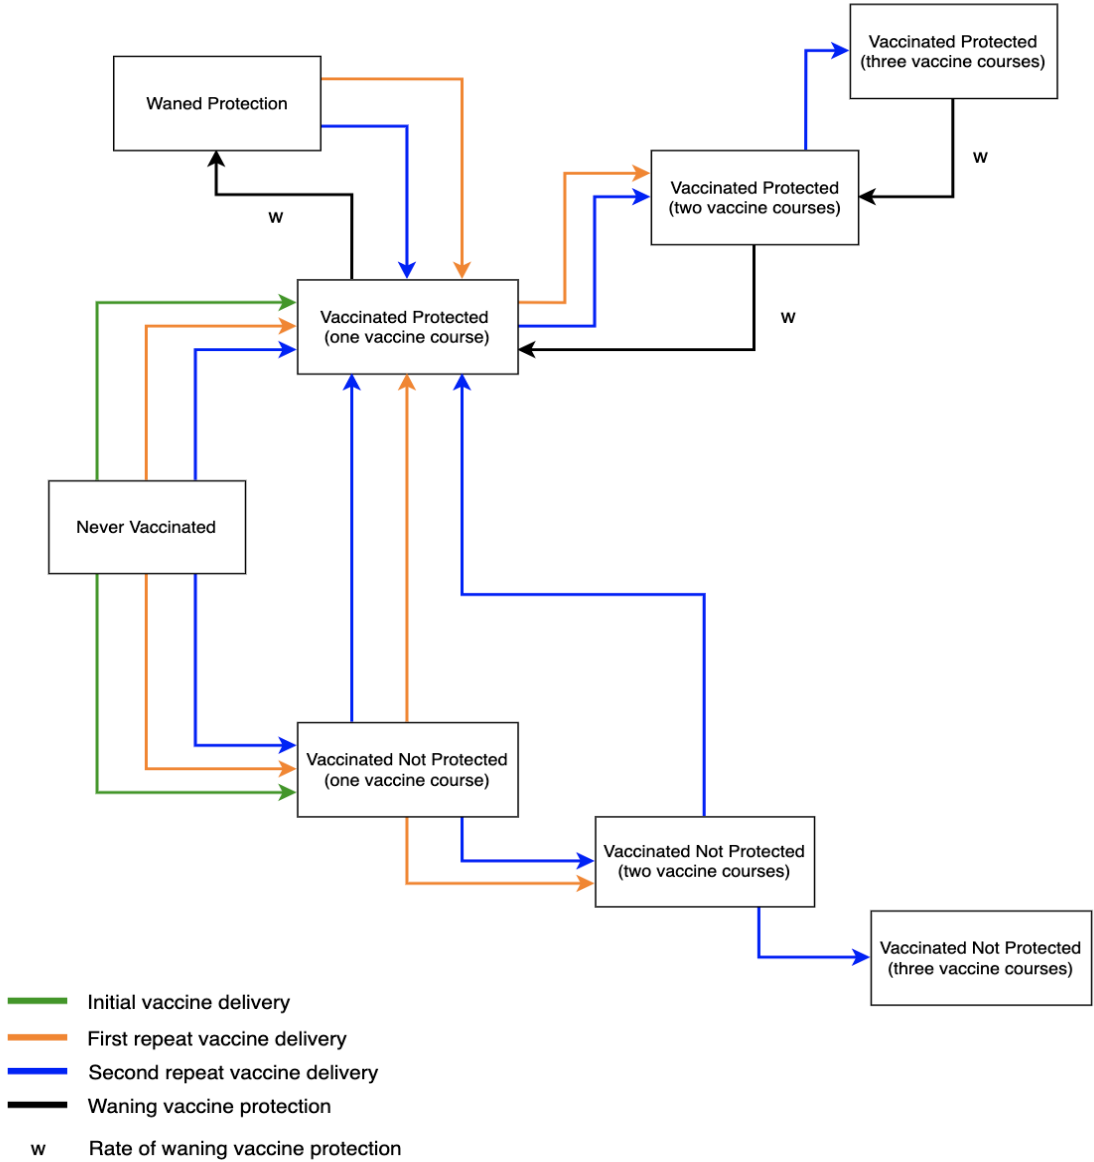 Vaccinated Protected
(three vaccine courses)
Waned Protection
w
Vaccinated Protected
(two vaccine courses)
w
w
Vaccinated Protected
(one vaccine course)
Never Vaccinated
Vaccinated Not Protected
(one vaccine course)
Vaccinated Not Protected
(two vaccine courses)
Vaccinated Not Protected
(three vaccine courses)
Initial vaccine delivery
First repeat vaccine delivery
Second repeat vaccine delivery
Waning vaccine protection
w Rate of waning vaccine protection